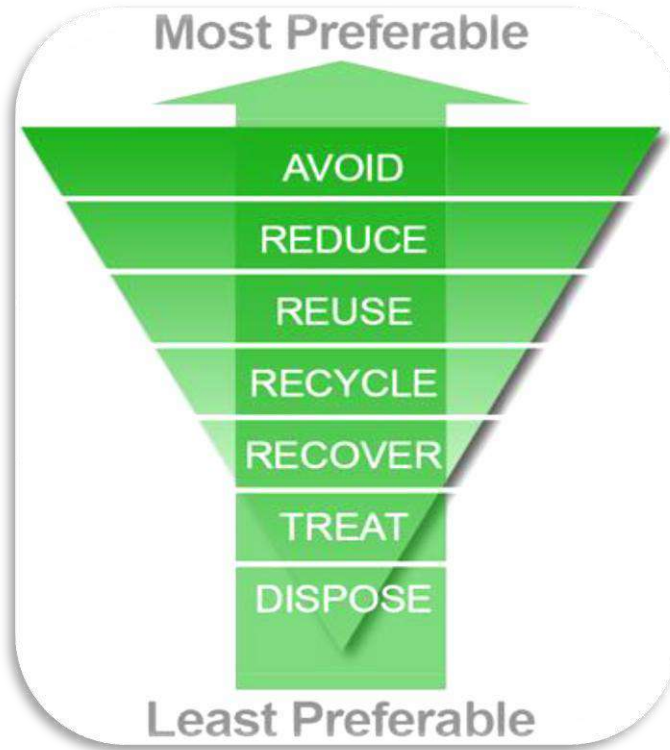 Most Preferable
AVOID
REDUCE
REUSE
RECYCLE
RECOVER
TREAT
DISPOSE
Least Preferable